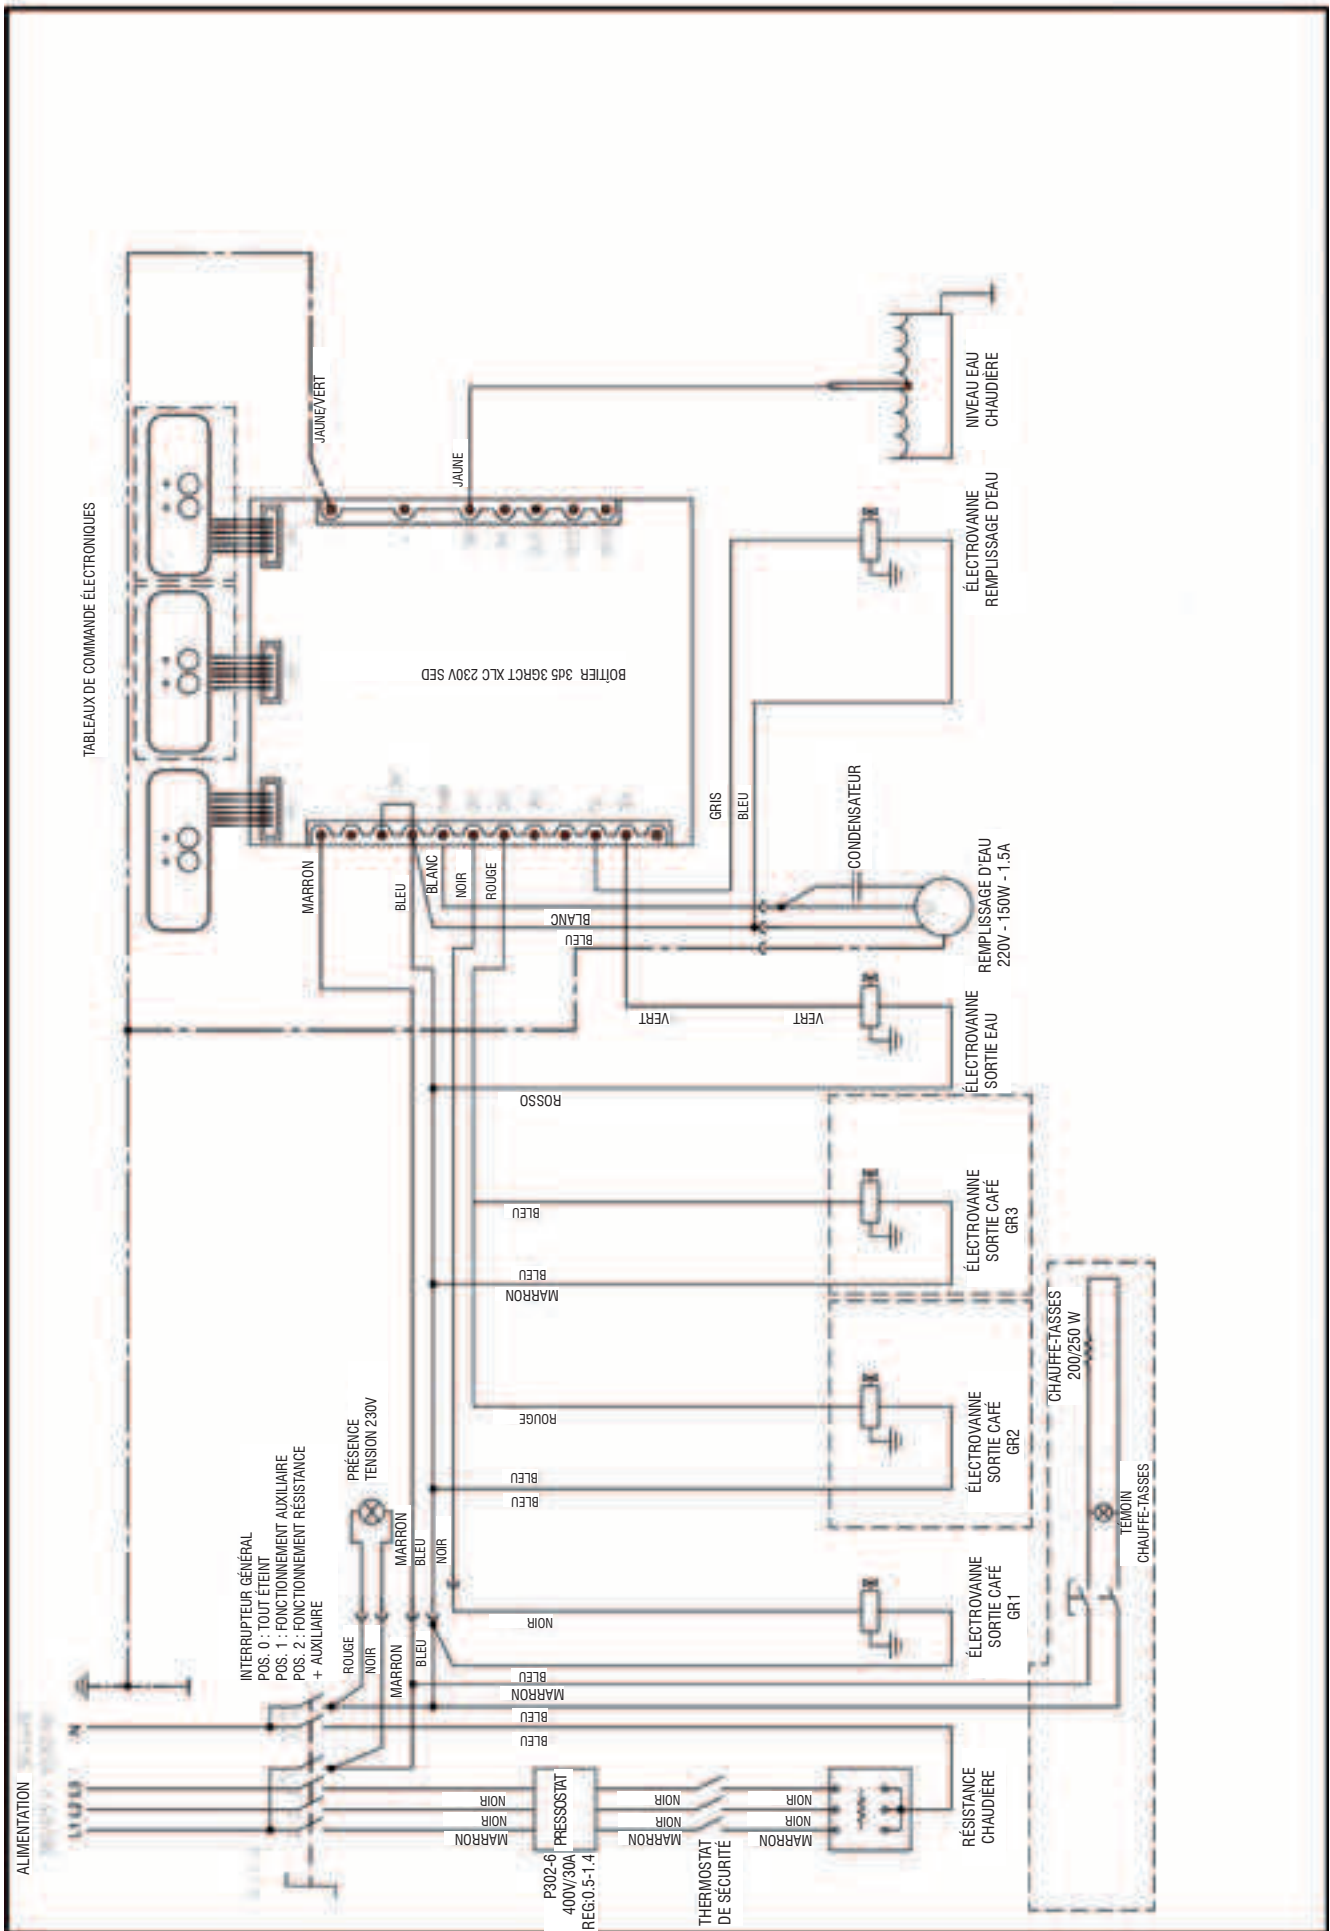 ALIMENTATION
L1 L2 L3
N
INTERRUPTEUR GÉNÉRAL
POS. 0 : TOUT ÉTEINT
POS. 1 : FONCTIONNEMENT AUXILIAIRE
POS. 2 : FONCTIONNEMENT RÉSISTANCE
+ AUXILIAIRE
PRÉSENCE
TENSION 230V
ROUGE
NOIR
MARRON
BLEU
MARRON
BLEU
NOIR
TABLEAUX DE COMMANDE ÉLECTRONIQUES
BOÎTIER 3d5 3GRCT XLC 230V SED
JAUNE/VERT
JAUNE
MARRON
BLEU
BLANC
NOIR
ROUGE
GRIS
BLEU
BLANC
BLEU
VERT
VERT
ROSSO
BLEU
BLEU
MARRON
ROUGE
BLEU
BLEU
NOIR
BLEU
MARRON
BLEU
BLEU
NOIR
NOIR
MARRON
P302-6
400V/30A
REG:0.5-1.4
PRESSOSTAT
NOIR
NOIR
MARRON
THERMOSTAT
DE SÉCURITÉ
NOIR
NOIR
MARRON
RÉSISTANCE
CHAUDIÈRE
ÉLECTROVANNE
SORTIE CAFÉ
GR1
ÉLECTROVANNE
SORTIE CAFÉ
GR2
ÉLECTROVANNE
SORTIE CAFÉ
GR3
ÉLECTROVANNE
SORTIE EAU
REMPLISSAGE D'EAU
220V - 150W - 1.5A
CONDENSATEUR
ÉLECTROVANNE
REMPLISSAGE D'EAU
NIVEAU EAU
CHAUDIÈRE
CHAUFFE-TASSES
200/250 W
TÉMOIN
CHAUFFE-TASSES